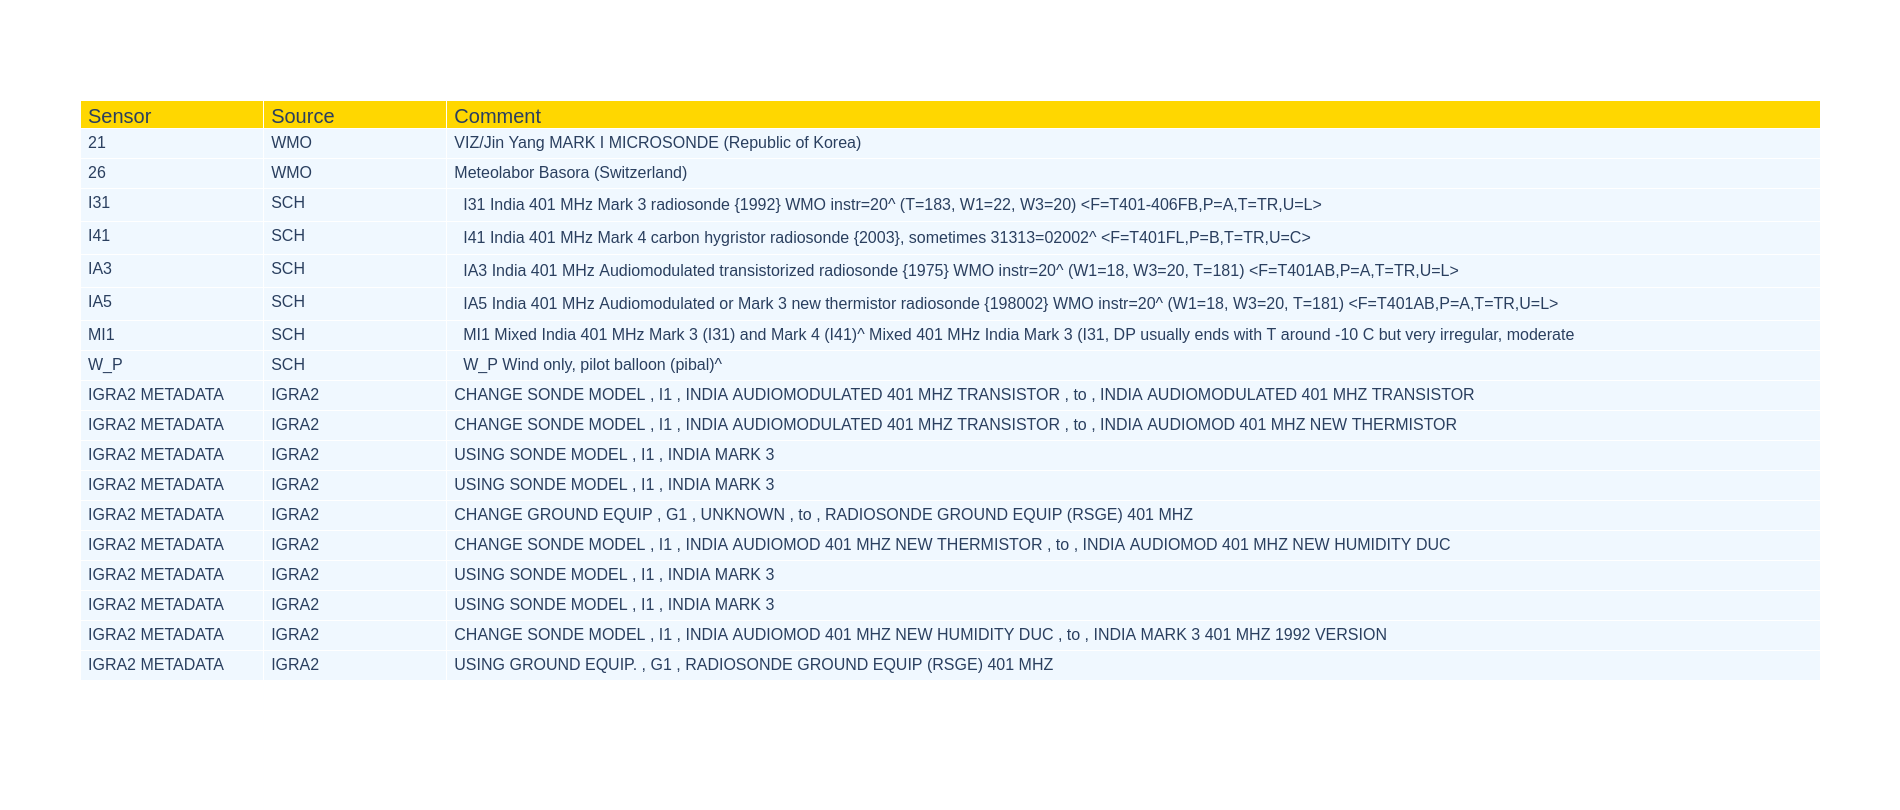 Sensor Source Comment
21 WMO VIZ/Jin Yang MARK I MICROSONDE (Republic of Korea)
26 WMO Meteolabor Basora (Switzerland)
I31 SCH I31 India 401 MHz Mark 3 radiosonde {1992} WMO instr=20^ (T=183, W1=22, W3=20) <F=T401-406FB,P=A,T=TR,U=L>
I41 SCH I41 India 401 MHz Mark 4 carbon hygristor radiosonde {2003}, sometimes 31313=02002^ <F=T401FL,P=B,T=TR,U=C>
IA3 SCH IA3 India 401 MHz Audiomodulated transistorized radiosonde {1975} WMO instr=20^ (W1=18, W3=20, T=181) <F=T401AB,P=A,T=TR,U=L>
IA5 SCH IA5 India 401 MHz Audiomodulated or Mark 3 new thermistor radiosonde {198002} WMO instr=20^ (W1=18, W3=20, T=181) <F=T401AB,P=A,T=TR,U=L>
MI1 SCH MI1 Mixed India 401 MHz Mark 3 (I31) and Mark 4 (I41)^ Mixed 401 MHz India Mark 3 (I31, DP usually ends with T around -10 C but very irregular, moderate
W_P SCH W_P Wind only, pilot balloon (pibal)^
IGRA2 METADATA IGRA2 CHANGE SONDE MODEL , I1 , INDIA AUDIOMODULATED 401 MHZ TRANSISTOR , to , INDIA AUDIOMODULATED 401 MHZ TRANSISTOR
IGRA2 METADATA IGRA2 CHANGE SONDE MODEL , I1 , INDIA AUDIOMODULATED 401 MHZ TRANSISTOR , to , INDIA AUDIOMOD 401 MHZ NEW THERMISTOR
IGRA2 METADATA IGRA2 USING SONDE MODEL , I1 , INDIA MARK 3
IGRA2 METADATA IGRA2 USING SONDE MODEL , I1 , INDIA MARK 3
IGRA2 METADATA IGRA2 CHANGE GROUND EQUIP , G1 , UNKNOWN , to , RADIOSONDE GROUND EQUIP (RSGE) 401 MHZ
IGRA2 METADATA IGRA2 CHANGE SONDE MODEL , I1 , INDIA AUDIOMOD 401 MHZ NEW THERMISTOR , to , INDIA AUDIOMOD 401 MHZ NEW HUMIDITY DUC
IGRA2 METADATA IGRA2 USING SONDE MODEL , I1 , INDIA MARK 3
IGRA2 METADATA IGRA2 USING SONDE MODEL , I1 , INDIA MARK 3
IGRA2 METADATA IGRA2 CHANGE SONDE MODEL , I1 , INDIA AUDIOMOD 401 MHZ NEW HUMIDITY DUC , to , INDIA MARK 3 401 MHZ 1992 VERSION
IGRA2 METADATA IGRA2 USING GROUND EQUIP. , G1 , RADIOSONDE GROUND EQUIP (RSGE) 401 MHZ